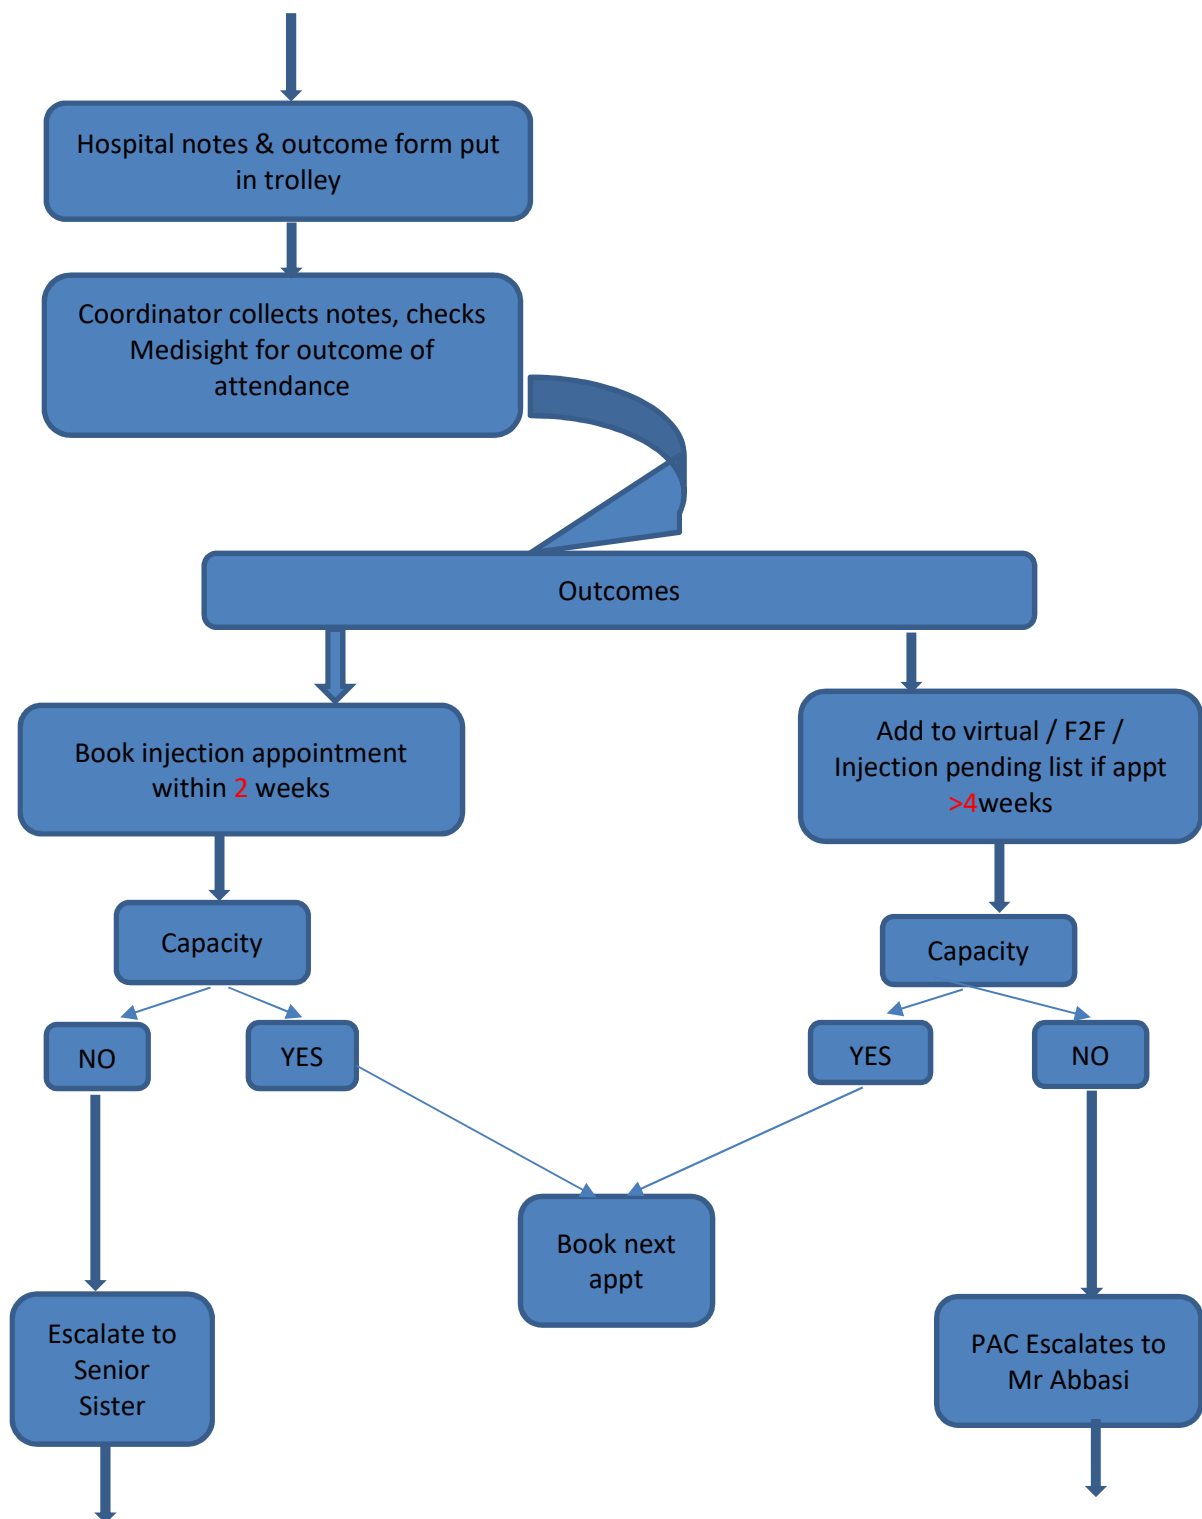 Hospital notes & outcome form put
in trolley
Coordinator collects notes, checks
Medisight for outcome of
attendance
Outcomes
Book injection appointment
within 2 weeks
Add to virtual / F2F /
Injection pending list if appt
>4weeks
Capacity
Capacity
NO
YES
YES
NO
Book next
appt
Escalate to
Senior
Sister
PAC Escalates to
Mr Abbasi